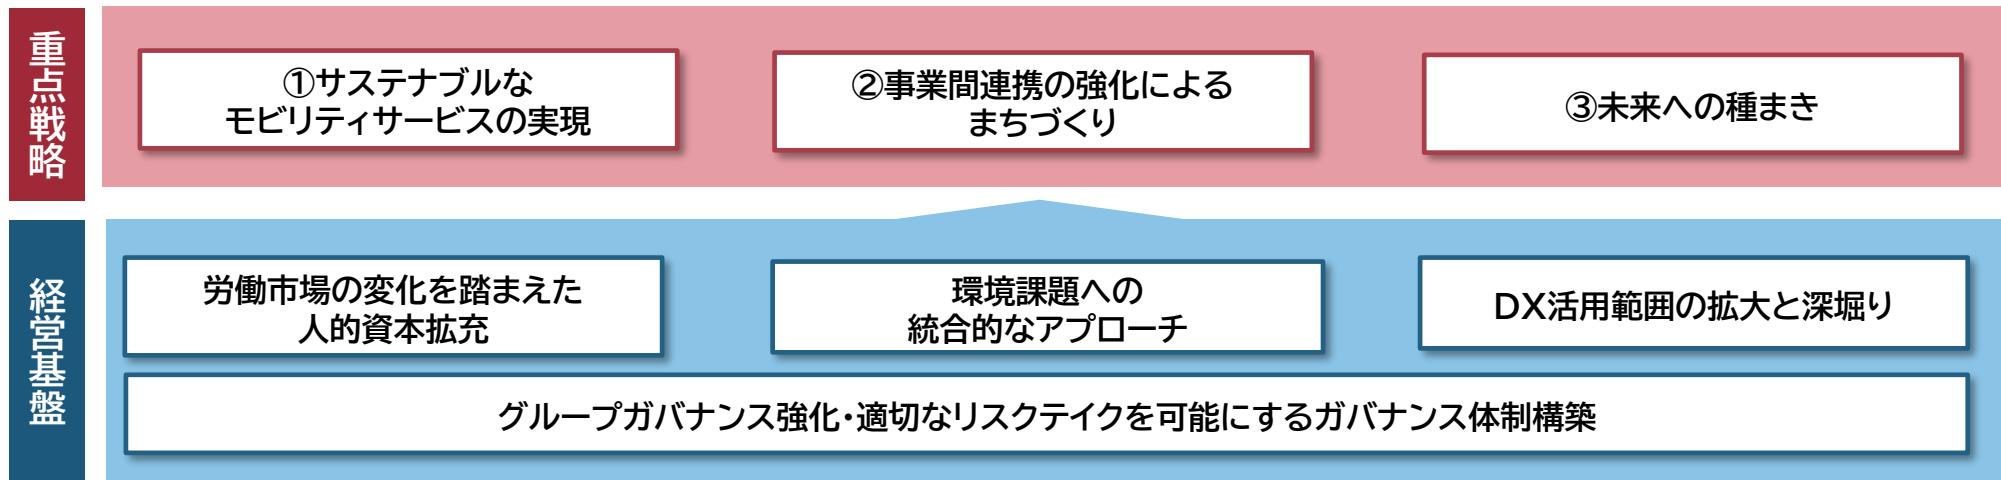 重点戦略
①サステナブルな
モビリティサービスの実現
②事業間連携の強化による
まちづくり
③未来への種まき
経営基盤
労働市場の変化を踏まえた
人的資本拡充
環境課題への
統合的なアプローチ
DX活用範囲の拡大と深堀り
グループガバナンス強化・適切なリスクテイクを可能にするガバナンス体制構築